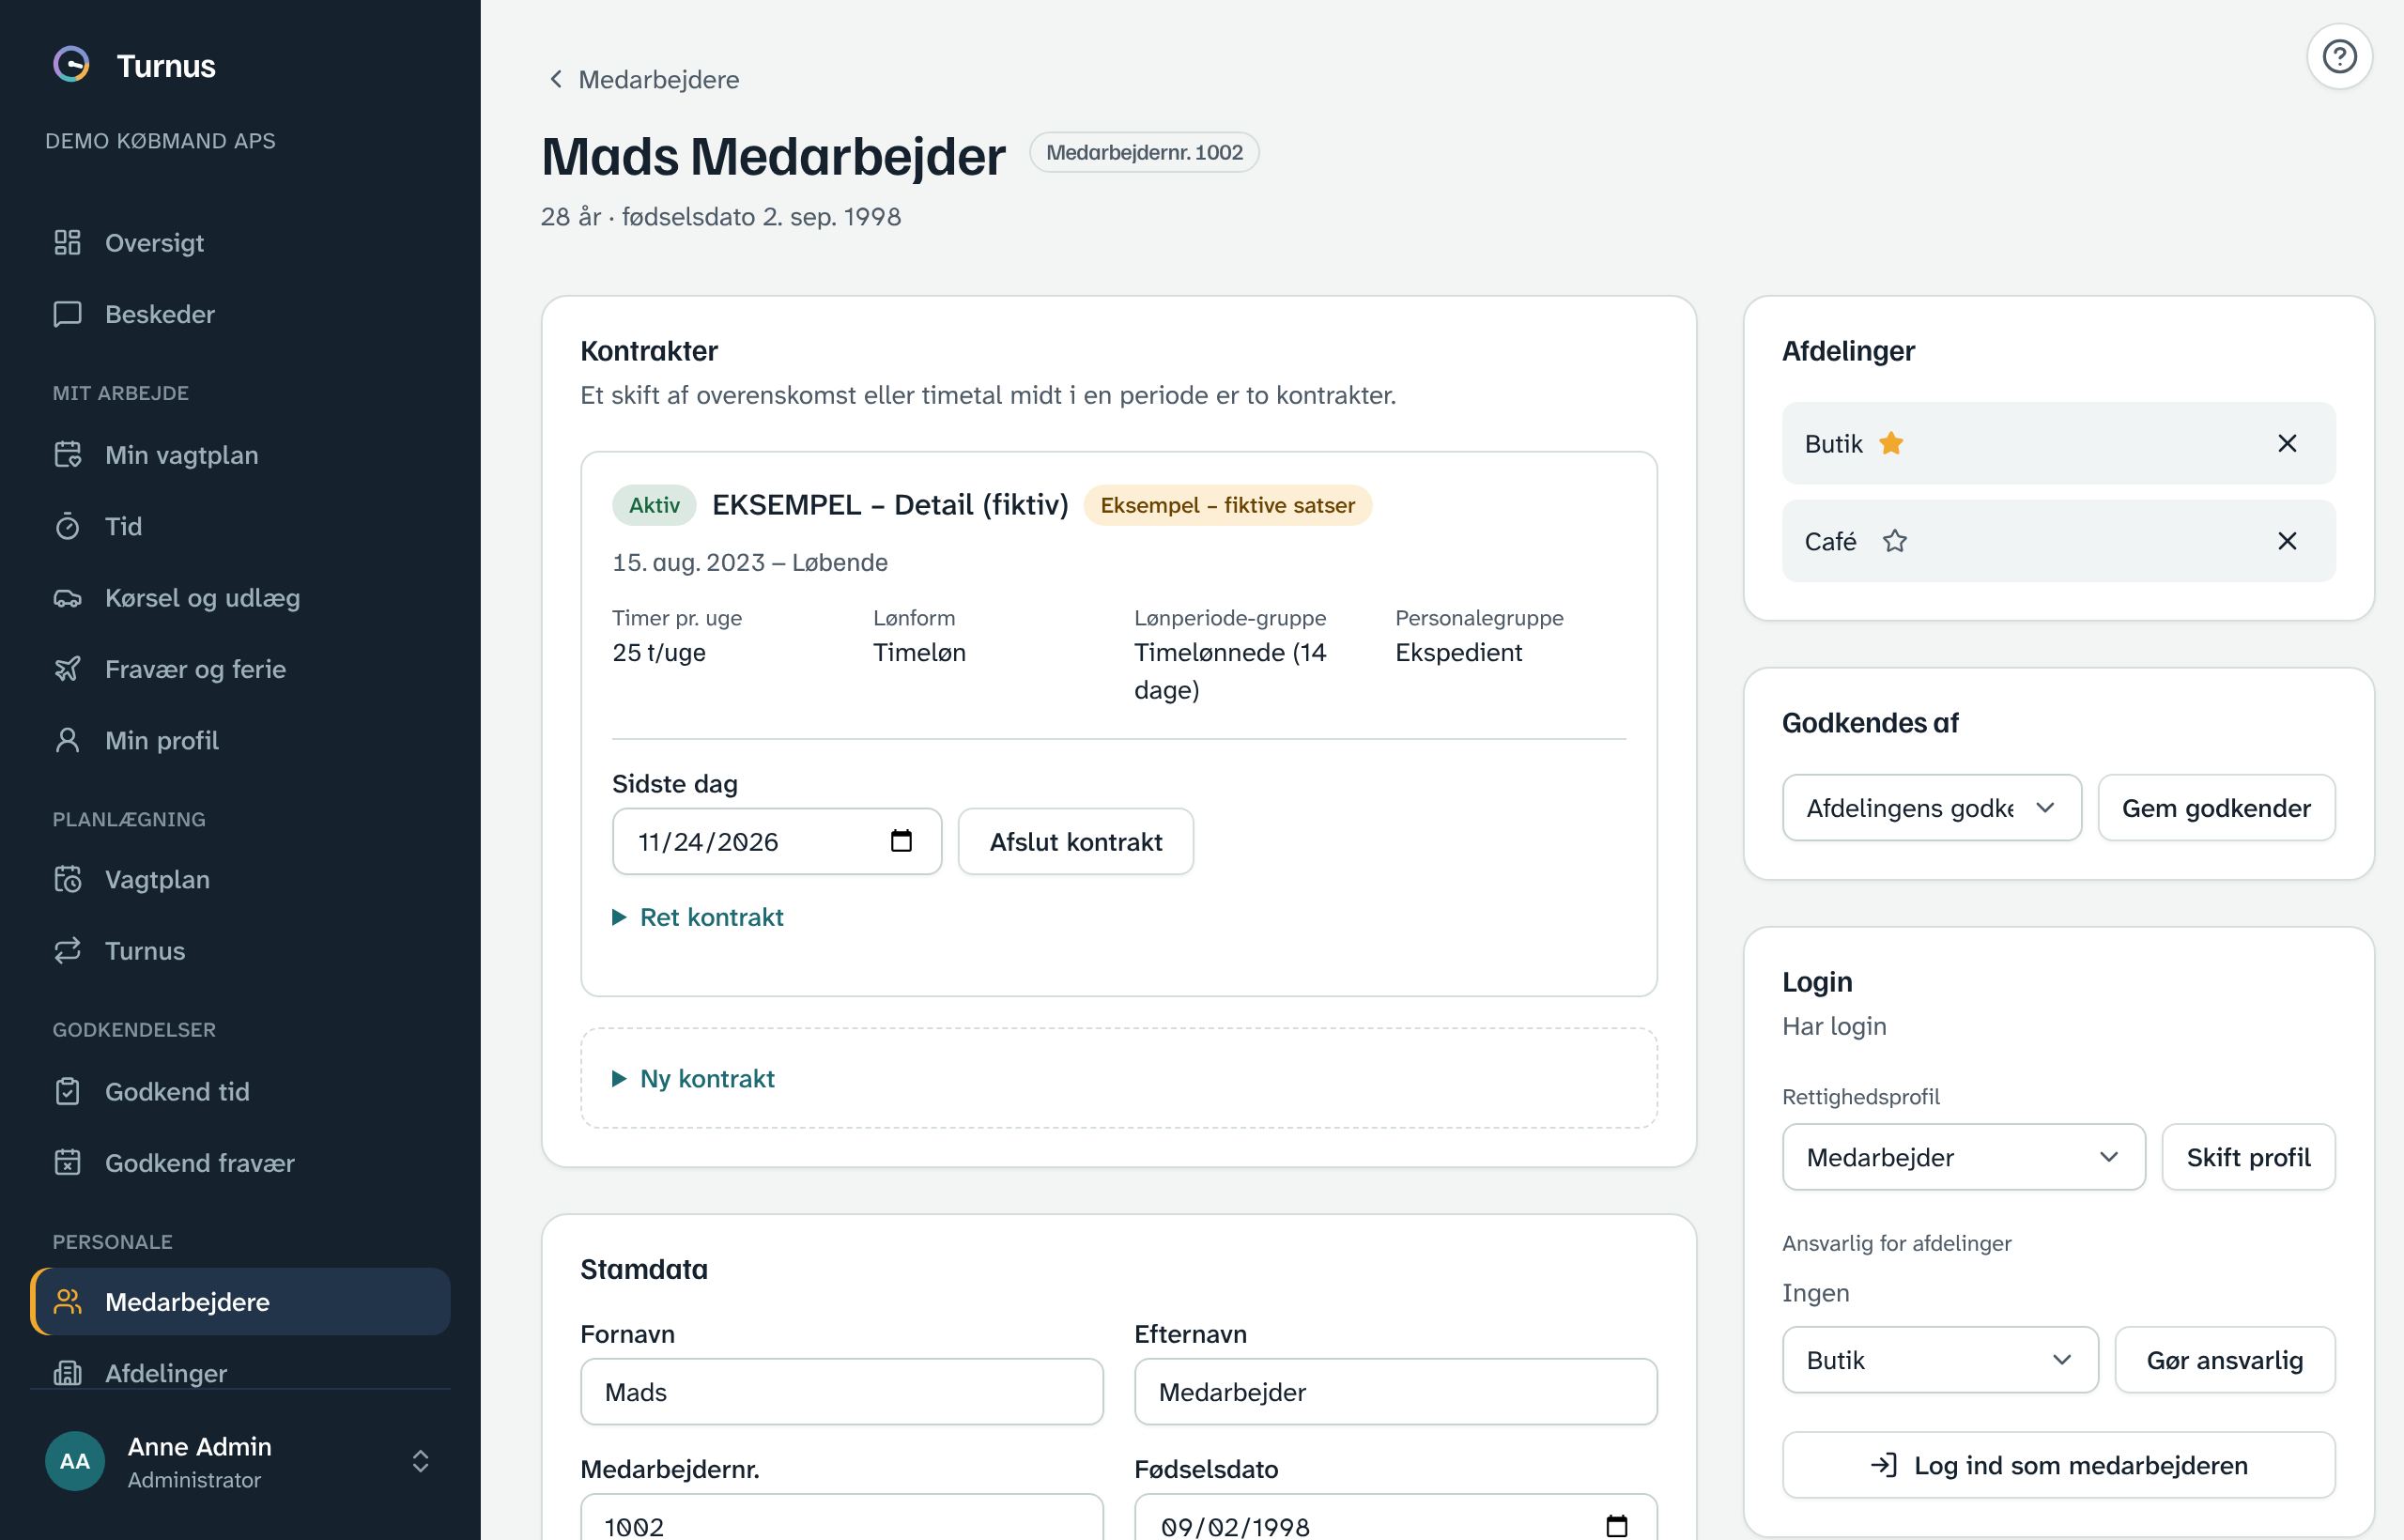 Turnus
DEMO KØBMAND APS
Oversigt
Beskeder
MIT ARBEJDE
Min vagtplan
Tid
Kørsel og udlæg
Fravær og ferie
Min profil
PLANLÆGNING
Vagtplan
Turnus
GODKENDELSER
Godkend tid
Godkend fravær
PERSONALE
Medarbejdere
Afdelinger
AA
Anne Admin
Administrator
Medarbejdere
Mads Medarbejder
Medarbejdernr. 1002
28 år · fødselsdato 2. sep. 1998
Kontrakter
Et skift af overenskomst eller timetal midt i en periode er to kontrakter.
Aktiv
EKSEMPEL – Detail (fiktiv)
Eksempel – fiktive satser
15. aug. 2023 – Løbende
Timer pr. uge
25 t/uge
Lønform
Timeløn
Lønperiode-gruppe
Timelønnede (14
dage)
Personalegruppe
Ekspedient
Sidste dag
11/24/2026
Afslut kontrakt
Ret kontrakt
Ny kontrakt
Stamdata
Fornavn
Mads
Efternavn
Medarbejder
Medarbejdernr.
1002
Fødselsdato
09/02/1998
Afdelinger
Butik
Café
Godkendes af
Afdelingens godke
Gem godkender
Login
Har login
Rettighedsprofil
Medarbejder
Skift profil
Ansvarlig for afdelinger
Ingen
Butik
Gør ansvarlig
Log ind som medarbejderen